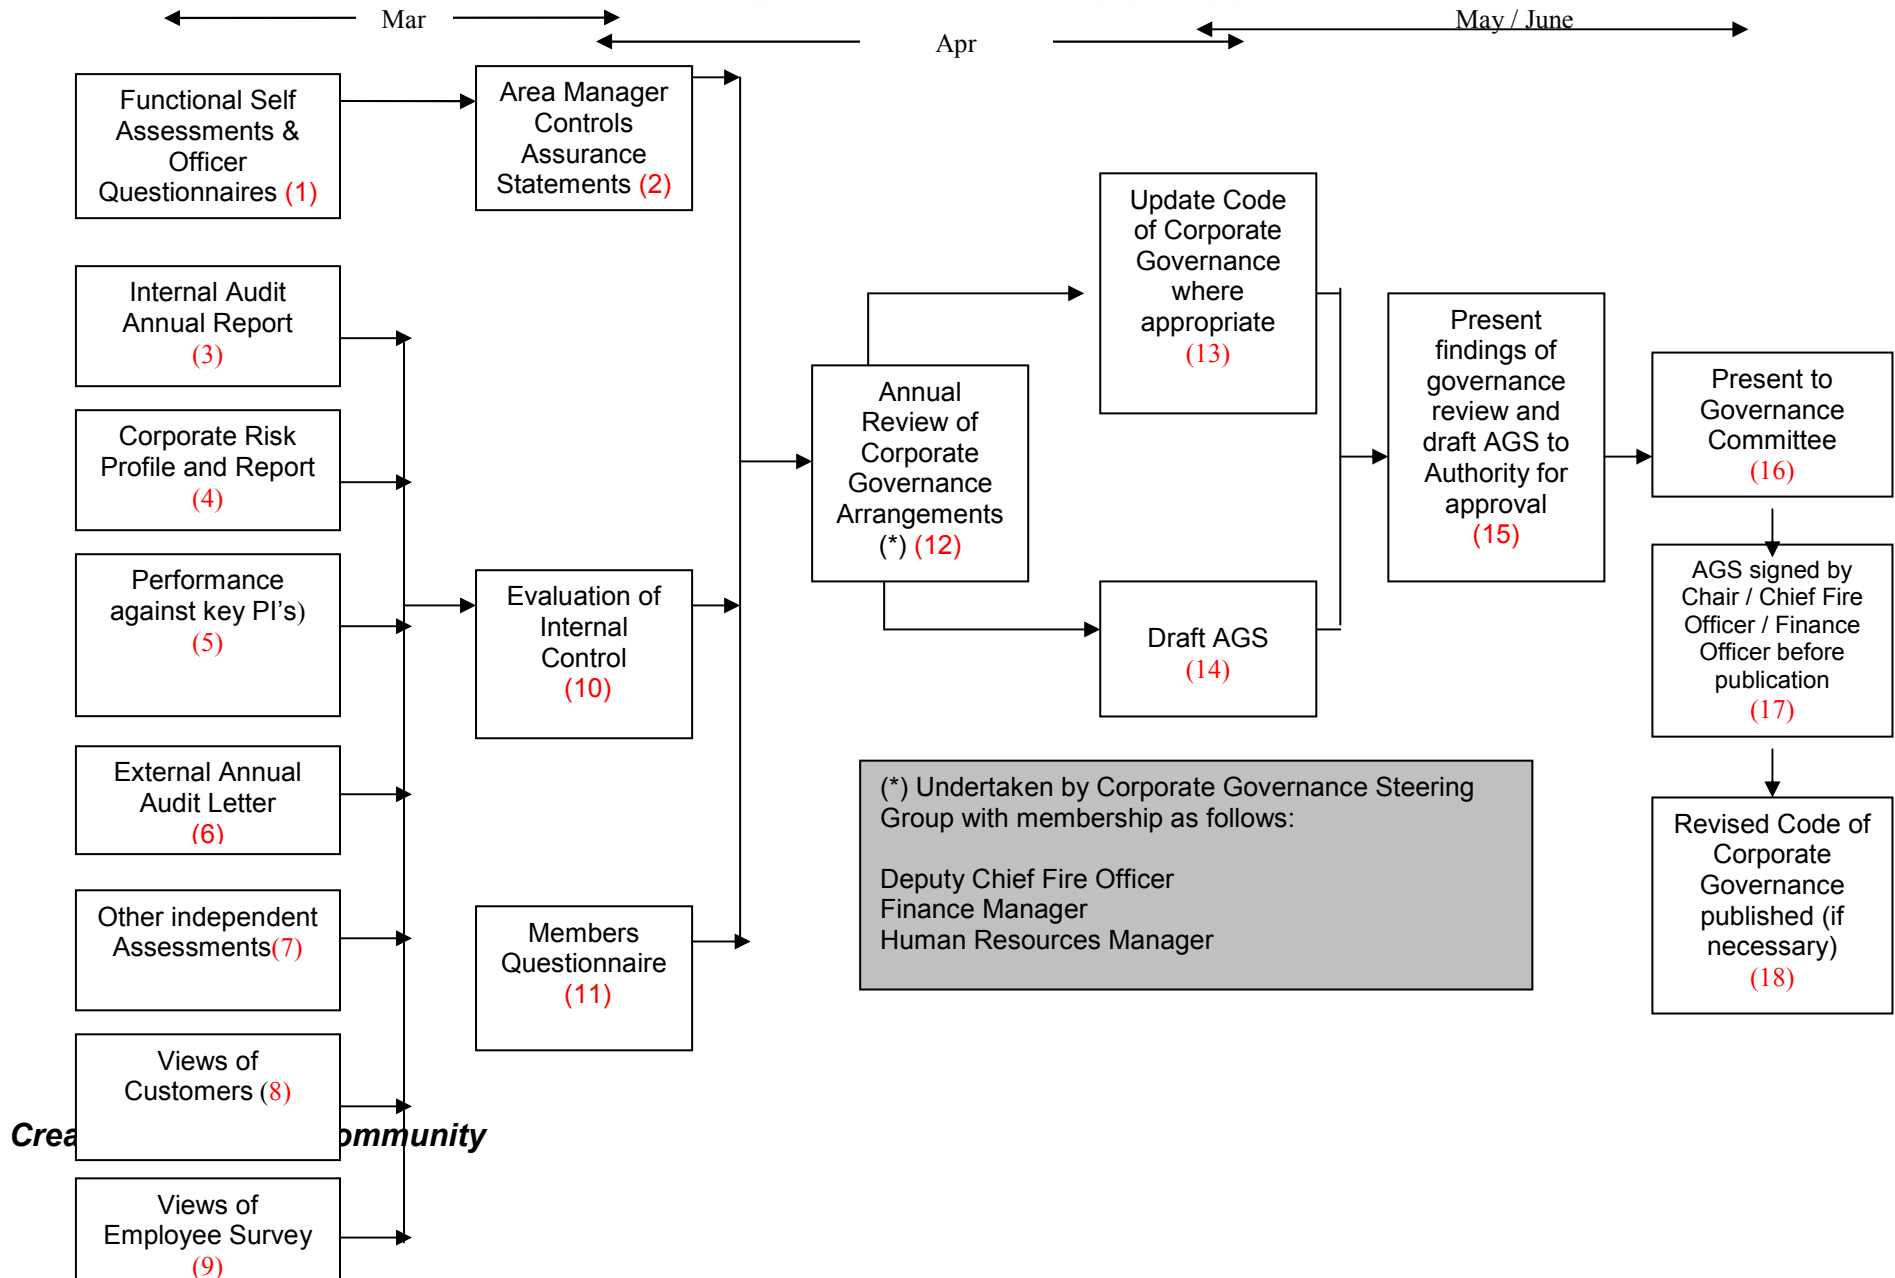 Mar
Apr
May / June
Functional Self
Assessments &
Officer
Questionnaires (1)
Area Manager
Controls
Assurance
Statements (2)
Internal Audit
Annual Report
(3)
Corporate Risk
Profile and Report
(4)
Performance
against key PI's)
(5)
External Annual
Audit Letter
(6)
Other independent
Assessments(7)
Views of
Customers (8)
Views of
Employee Survey
(9)
Evaluation of
Internal
Control
(10)
Members
Questionnaire
(11)
Annual
Review of
Corporate
Governance
Arrangements
(*) (12)
Update Code
of Corporate
Governance
where
appropriate
(13)
Draft AGS
(14)
Present
findings of
governance
review and
draft AGS to
Authority for
approval
(15)
Present to
Governance
Committee
(16)
AGS signed by
Chair / Chief Fire
Officer / Finance
Officer before
publication
(17)
Revised Code of
Corporate
Governance
published (if
necessary)
(18)
(*) Undertaken by Corporate Governance Steering
Group with membership as follows:
Deputy Chief Fire Officer
Finance Manager
Human Resources Manager